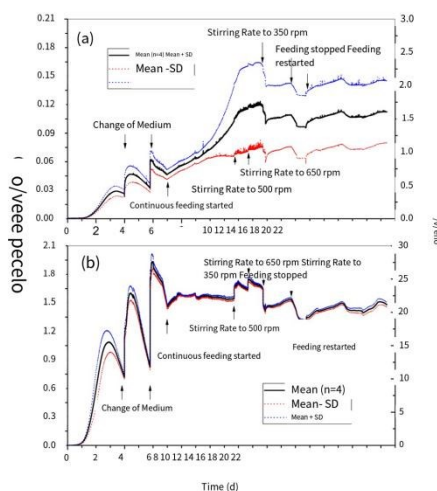 0.21
0.18
0.15
0.12
0.09
0.06
0.03
0.00
3.0
2.5
2.0
1.5
1.0
0.5
0.0
(a)
Mean (n=4) Mean + SD
Mean -SD
Stirring Rate to 350 rpm
Feeding stopped Feeding
restarted
Change of Medium
Stirring Rate to 650 rpm
Stirring Rate to 500 rpm
Continuous feeding started
0 2 4 6 8 10 12 14 16 18 20 22
o/veee pecello
(b)
2.1
1.8
1.5
1.2
0.9
0.6
0.3
0.0
30
25
20
15
10
5
0
Stirring Rate to 650 rpm Stirring Rate to
350 rpm Feeding stopped
Stirring Rate to 500 rpm
Continuous feeding started
Feeding restarted
Change of Medium
Mean (n=4)
Mean- SD
Mean + SD
0 2 4 6 8 10 12 14 16 18 20 22
Time (d)